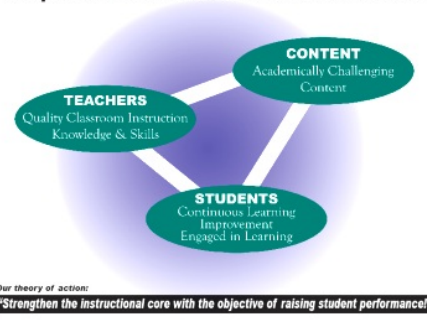 CONTENT
Academically Challenging
Content
TEACHERS
Quality Classroom Instruction
Knowledge & Skills
STUDENTS
Continuous Learning
Improvement
Engaged in Learning
Our theory of action:
"Strengthen the instructional core with the objective of raising student performance!